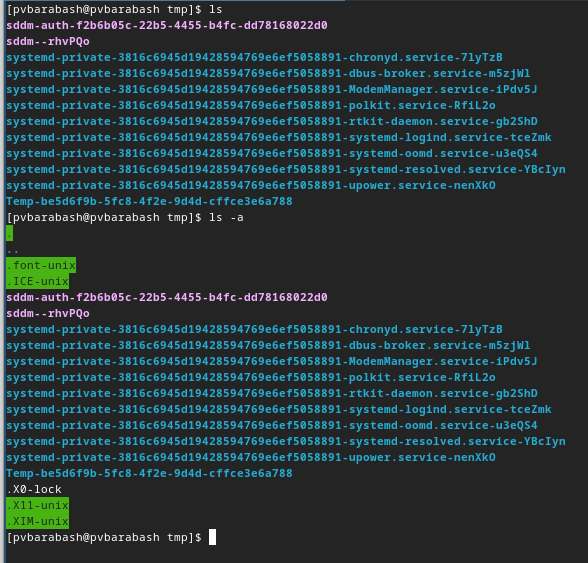 [pvbarabash@pvbarabash tmp]$ ls
sddm-auth-f2b6b05c-22b5-4455-b4fc-dd78168022d0
sddm--rhvPQo
systemd-private-3816c6945d19428594769e6ef5058891-chronyd.service-7lyTzB
systemd-private-3816c6945d19428594769e6ef5058891-dbus-broker.service-m5zjWl
systemd-private-3816c6945d19428594769e6ef5058891-ModemManager.service-iPdv5J
systemd-private-3816c6945d19428594769e6ef5058891-polkit.service-RfiL2o
systemd-private-3816c6945d19428594769e6ef5058891-rtkit-daemon.service-gb2ShD
systemd-private-3816c6945d19428594769e6ef5058891-systemd-logind.service-tceZmk
systemd-private-3816c6945d19428594769e6ef5058891-systemd-oomd.service-u3eQS4
systemd-private-3816c6945d19428594769e6ef5058891-systemd-resolved.service-YBcIyn
systemd-private-3816c6945d19428594769e6ef5058891-upower.service-nenXkO
Temp-be5d6f9b-5fc8-4f2e-9d4d-cffce3e6a788
[pvbarabash@pvbarabash tmp]$ ls -a
.
..
.font-unix
.ICE-unix
sddm-auth-f2b6b05c-22b5-4455-b4fc-dd78168022d0
sddm--rhvPQo
systemd-private-3816c6945d19428594769e6ef5058891-chronyd.service-7lyTzB
systemd-private-3816c6945d19428594769e6ef5058891-dbus-broker.service-m5zjWl
systemd-private-3816c6945d19428594769e6ef5058891-ModemManager.service-iPdv5J
systemd-private-3816c6945d19428594769e6ef5058891-polkit.service-RfiL2o
systemd-private-3816c6945d19428594769e6ef5058891-rtkit-daemon.service-gb2ShD
systemd-private-3816c6945d19428594769e6ef5058891-systemd-logind.service-tceZmk
systemd-private-3816c6945d19428594769e6ef5058891-systemd-oomd.service-u3eQS4
systemd-private-3816c6945d19428594769e6ef5058891-systemd-resolved.service-YBcIyn
systemd-private-3816c6945d19428594769e6ef5058891-upower.service-nenXkO
Temp-be5d6f9b-5fc8-4f2e-9d4d-cffce3e6a788
.X0-lock
.X11-unix
.XIM-unix
[pvbarabash@pvbarabash tmp]$